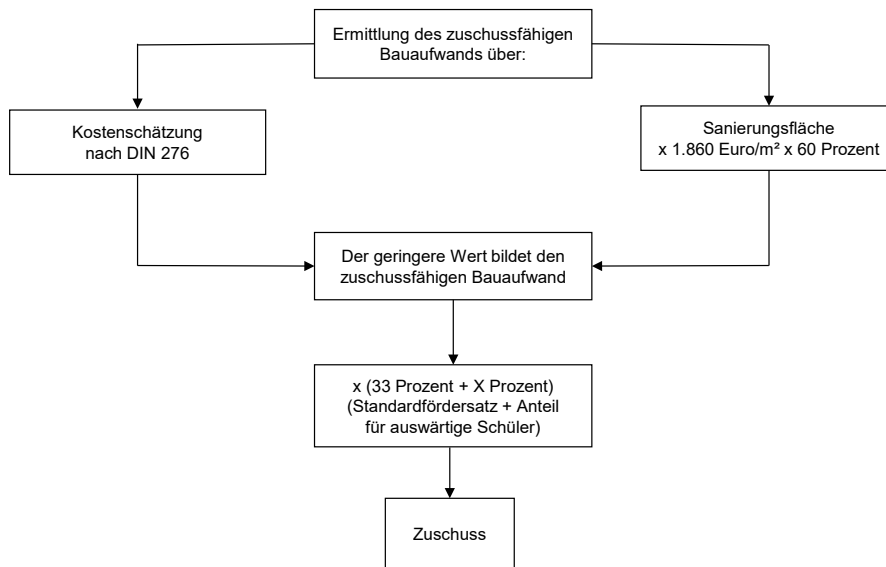 Ermittlung des zuschussfähigen
Bauaufwands über:
Kostenschätzung
nach DIN 276
Sanierungsfläche
x 1.860 Euro/m² x 60 Prozent
Der geringere Wert bildet den
zuschussfähigen Bauaufwand
x (33 Prozent + X Prozent)
(Standardfördersatz + Anteil
für auswärtige Schüler)
Zuschuss